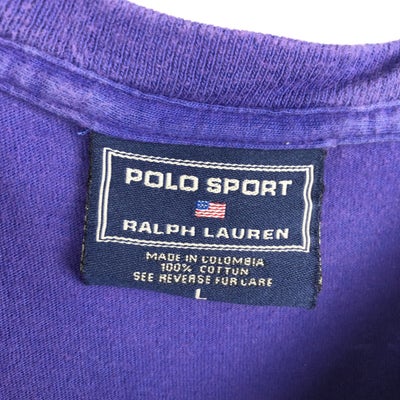 POLO SPORT
RALPH LAUREN
MADE IN COLOMBIA
100% COTTON
SEE REVERSE FOR CARE
L